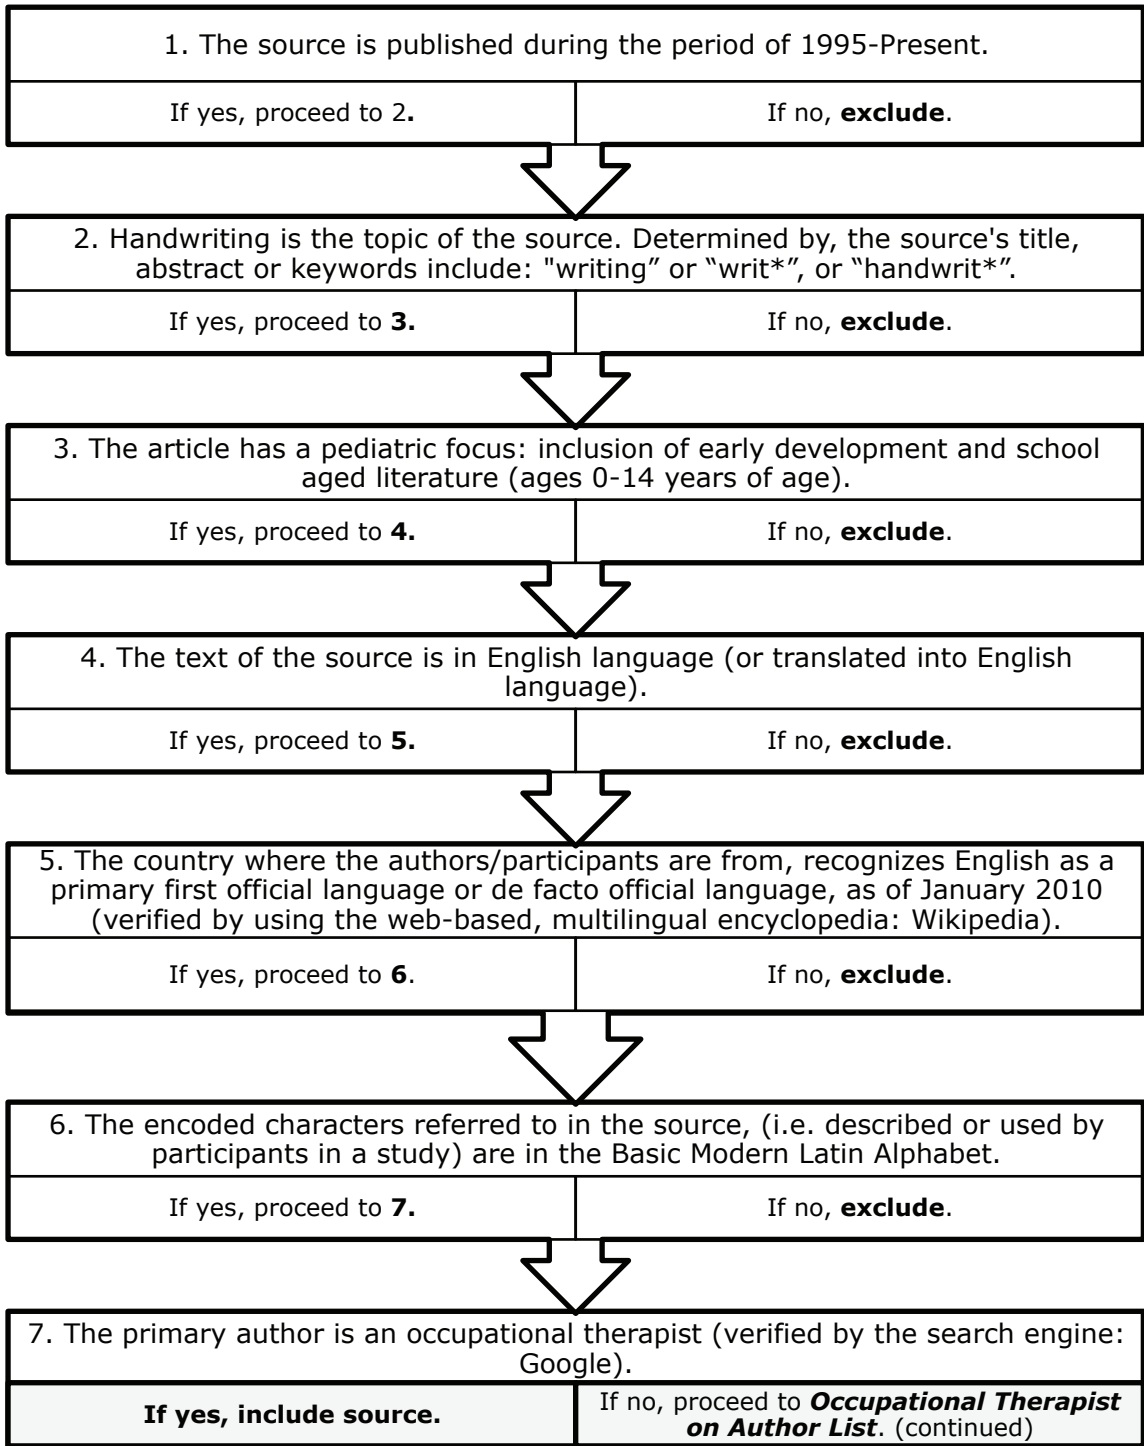 1. The source is published during the period of 1995-Present.
If yes, proceed to 2.
If no, exclude.
2. Handwriting is the topic of the source. Determined by, the source's title,
abstract or keywords include: "writing” or “writ*”, or “handwrit*”.
If yes, proceed to 3.
If no, exclude.
3. The article has a pediatric focus: inclusion of early development and school
aged literature (ages 0-14 years of age).
If yes, proceed to 4.
If no, exclude.
4. The text of the source is in English language (or translated into English
language).
If yes, proceed to 5.
If no, exclude.
5. The country where the authors/participants are from, recognizes English as a
primary first official language or de facto official language, as of January 2010
(verified by using the web-based, multilingual encyclopedia: Wikipedia).
If yes, proceed to 6.
If no, exclude.
6. The encoded characters referred to in the source, (i.e. described or used by
participants in a study) are in the Basic Modern Latin Alphabet.
If yes, proceed to 7.
If no, exclude.
7. The primary author is an occupational therapist (verified by the search engine:
Google).
If yes, include source.
If no, proceed to Occupational Therapist
on Author List. (continued)